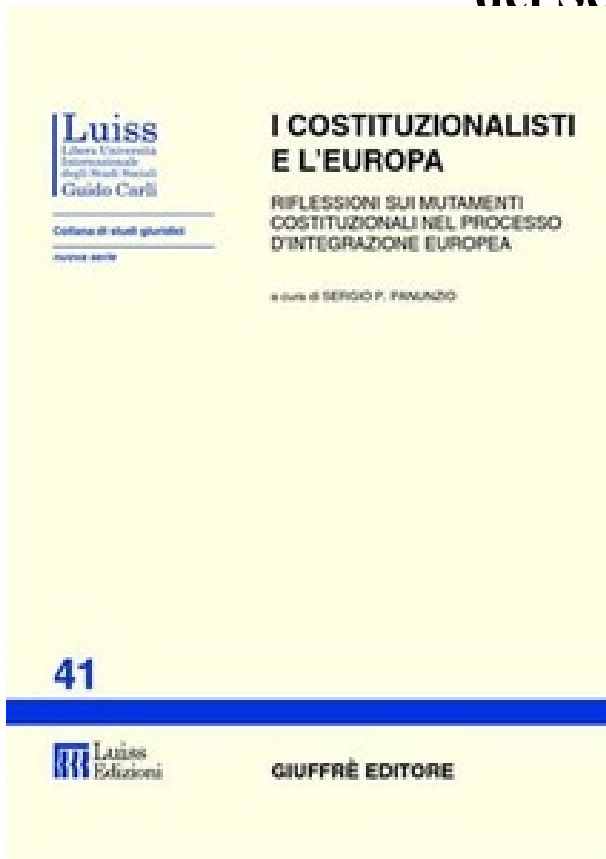 Luiss
Libera Università
Internazionale
degli Studi Sociali
Guido Carli
Collana di studi giuridici
nuova serie
I COSTITUZIONALISTI
E L'EUROPA
RIFLESSIONI SUI MUTAMENTI
COSTITUZIONALI NEL PROCESSO
D'INTEGRAZIONE EUROPEA
a cura di SERGIO P. PANUNZIO
41
Luiss
Edizioni
GIUFFRÈ EDITORE